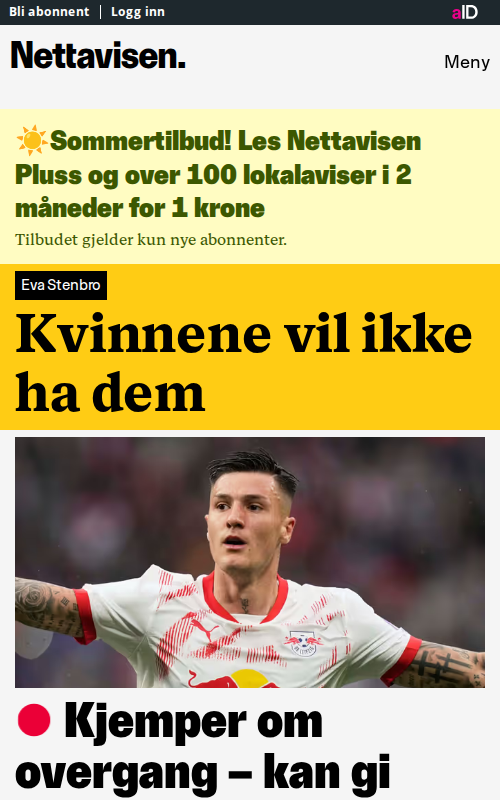 Bli abonnent | Logg inn
aID
Nettavisen.
Meny
☀️Sommertilbud! Les Nettavisen
Pluss og over 100 lokalaviser i 2
måneder for 1 krone
Tilbudet gjelder kun nye abonnenter.
Eva Stenbro
Kvinnene vil ikke
ha dem
🔴 Kjemper om
overgang – kan gi